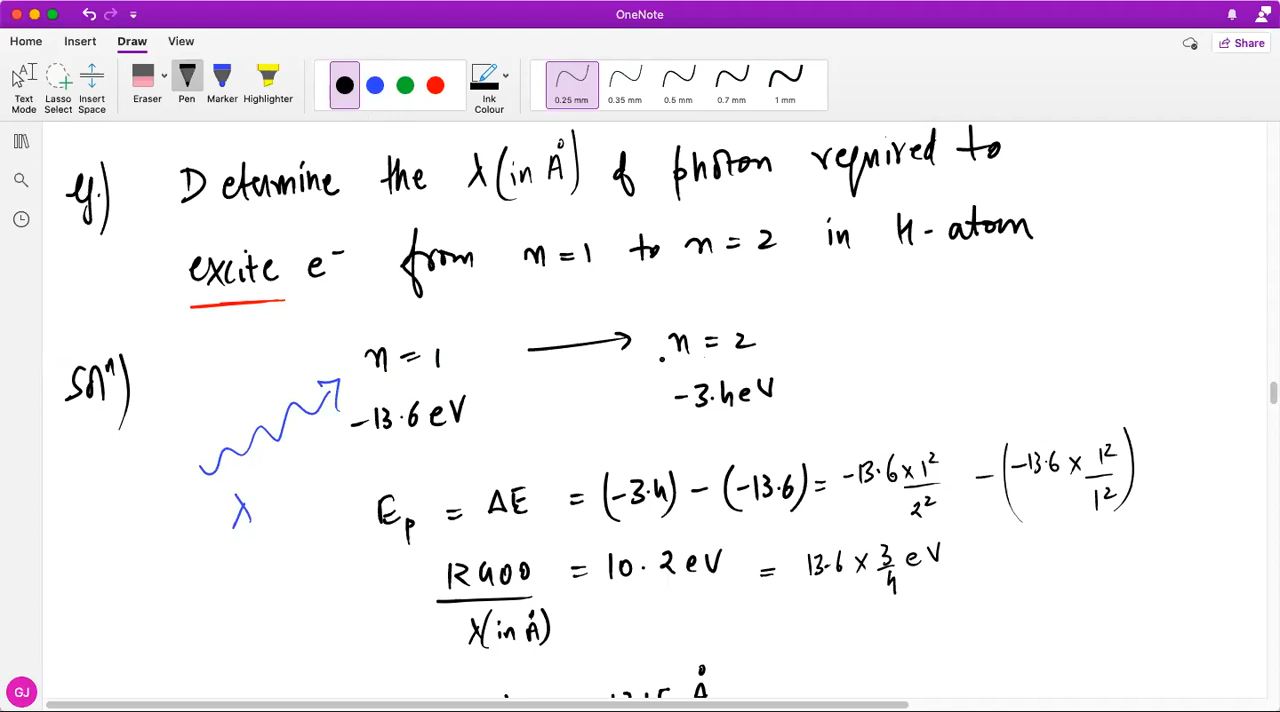 OneNote
Home Insert Draw View
Share
Text Mode
Lasso Select
Insert Space
Eraser
Pen
Marker
Highlighter
Ink Colour
0.25 mm
0.35 mm
0.5 mm
0.7 mm
1 mm
eg.) Determine the λ(in Å) of photon required to
excite e⁻ from n=1 to n=2 in H-atom
Solⁿ) n=1 → n=2
-13.6 eV -3.4 eV
λ
Eₚ = ΔE = (-3.4) - (-13.6) = -13.6 × 1²/2² - (-13.6 × 1²/1²)
12400/λ(in Å) = 10.2 eV = 13.6 × 3/4 eV
Å
GJ